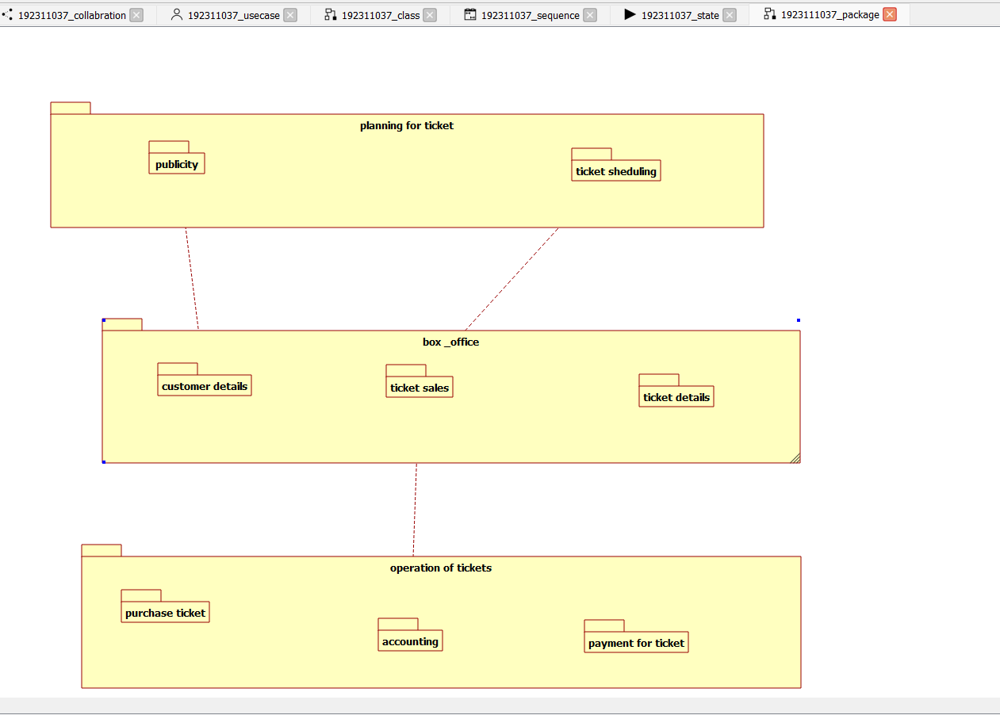 192311037_collabration
192311037_usecase
192311037_class
192311037_sequence
192311037_state
1923111037_package
planning for ticket
publicity
ticket sheduling
box _office
customer details
ticket sales
ticket details
operation of tickets
purchase ticket
accounting
payment for ticket